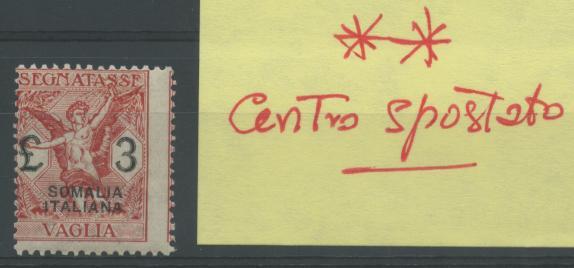 SEGNATASSE
£ 3
SOMALIA
ITALIANA
VAGLIA
** 
Centro spostato